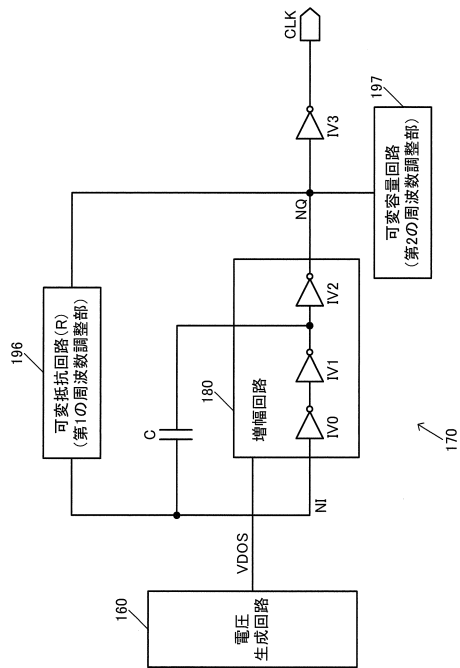 196
可変抵抗回路(R)
(第1の周波数調整部)
C
180
増幅回路
IV0
IV1
IV2
NI
NQ
IV3
CLK
197
可変容量回路
(第2の周波数調整部)
VDOS
160
電圧
生成回路
170